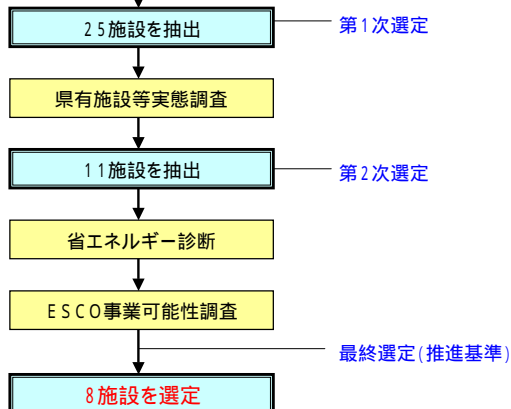 25施設を抽出
第1次選定
県有施設等実態調査
11施設を抽出
第2次選定
省エネルギー診断
ESCO事業可能性調査
最終選定(推進基準)
8施設を選定